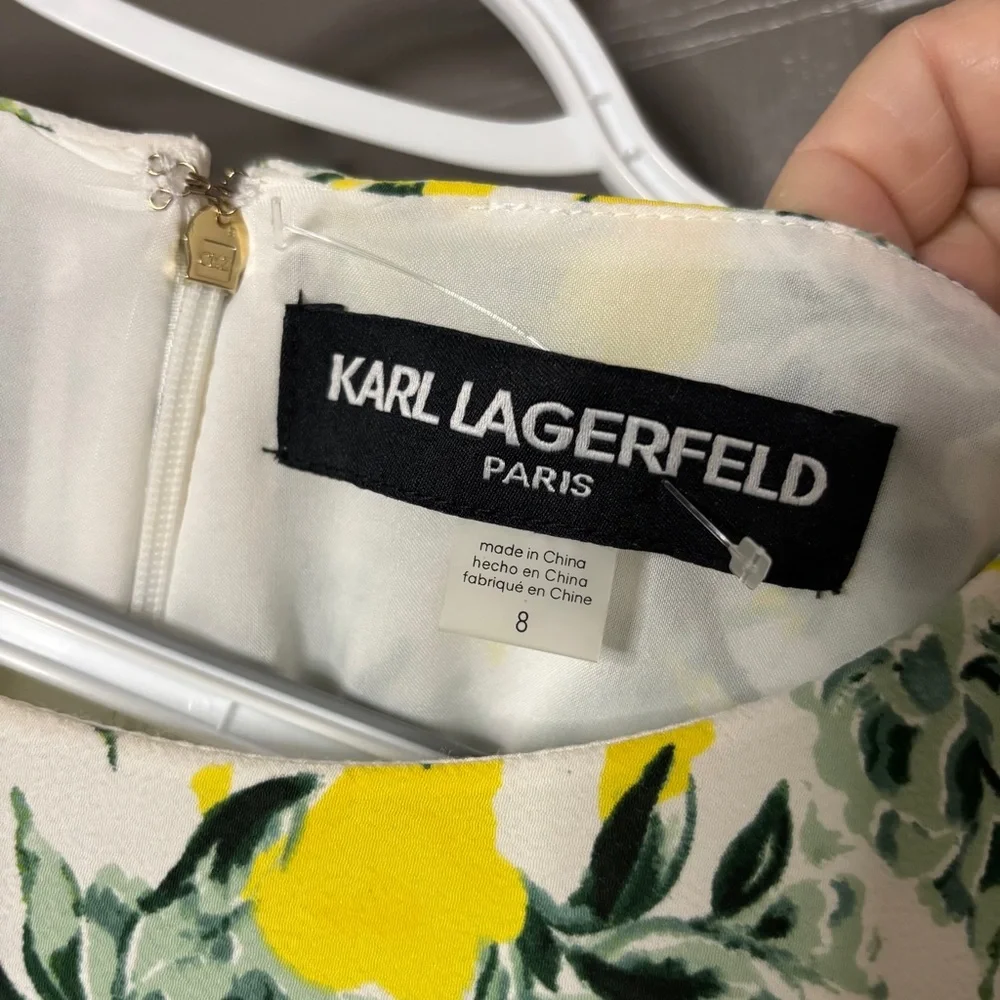 KARL LAGERFELD
PARIS
made in China
hecho en China
fabriqué en Chine
8